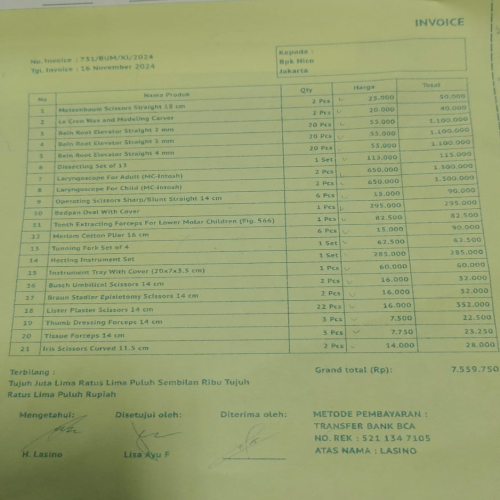 INVOICE
No. Invoice : 731/BUM/XI/2024
Tgl. Invoice : 16 November 2024
Kepada :
Bpk Nico
Jakarta
No Nama Produk Qty Harga Total
1 Metzenbaum Scissors Straight 18 cm 2 Pcs 25.000 50.000
2 Le Cron Wax and Modeling Carver 2 Pcs 20.000 40.000
3 Bein Root Elevator Straight 2 mm 20 Pcs 55.000 1.100.000
4 Bein Root Elevator Straight 3 mm 20 Pcs 55.000 1.100.000
5 Bein Root Elevator Straight 4 mm 20 Pcs 55.000 1.100.000
6 Dissecting Set of 13 1 Set 115.000 115.000
7 Laryngoscope For Adult (MC-Intosh) 2 Pcs 650.000 1.300.000
8 Laryngoscope For Child (MC-Intosh) 2 Pcs 650.000 1.300.000
9 Operating Scissors Sharp/Blunt Straight 14 cm 6 Pcs 15.000 90.000
10 Bedpan Oval With Cover 1 Pcs 295.000 295.000
11 Tooth Extracting Forceps For Lower Molar Children (Fig. 566) 1 Pcs 82.500 82.500
12 Meriam Cotton Plier 16 cm 6 Pcs 15.000 90.000
13 Tunning Fork Set of 4 1 Set 62.500 62.500
14 Hecting Instrument Set 1 Set 285.000 285.000
15 Instrument Tray With Cover (20x7x3.5 cm) 1 Pcs 60.000 60.000
16 Busch Umbilical Scissors 14 cm 2 Pcs 16.000 32.000
17 Braun Stadler Episiotomy Scissors 14 cm 2 Pcs 16.000 32.000
18 Lister Plaster Scissors 14 cm 22 Pcs 16.000 352.000
19 Thumb Dressing Forceps 14 cm 3 Pcs 7.500 22.500
20 Tissue Forceps 14 cm 3 Pcs 7.750 23.250
21 Iris Scissors Curved 11.5 cm 2 Pcs 14.000 28.000
Terbilang : Grand total (Rp): 7.559.750
Tujuh Juta Lima Ratus Lima Puluh Sembilan Ribu Tujuh
Ratus Lima Puluh Rupiah
Mengetahui: Disetujui oleh: Diterima oleh:
H. Lasino Lisa Ayu F
METODE PEMBAYARAN :
TRANSFER BANK BCA
NO. REK : 521 134 7105
ATAS NAMA : LASINO